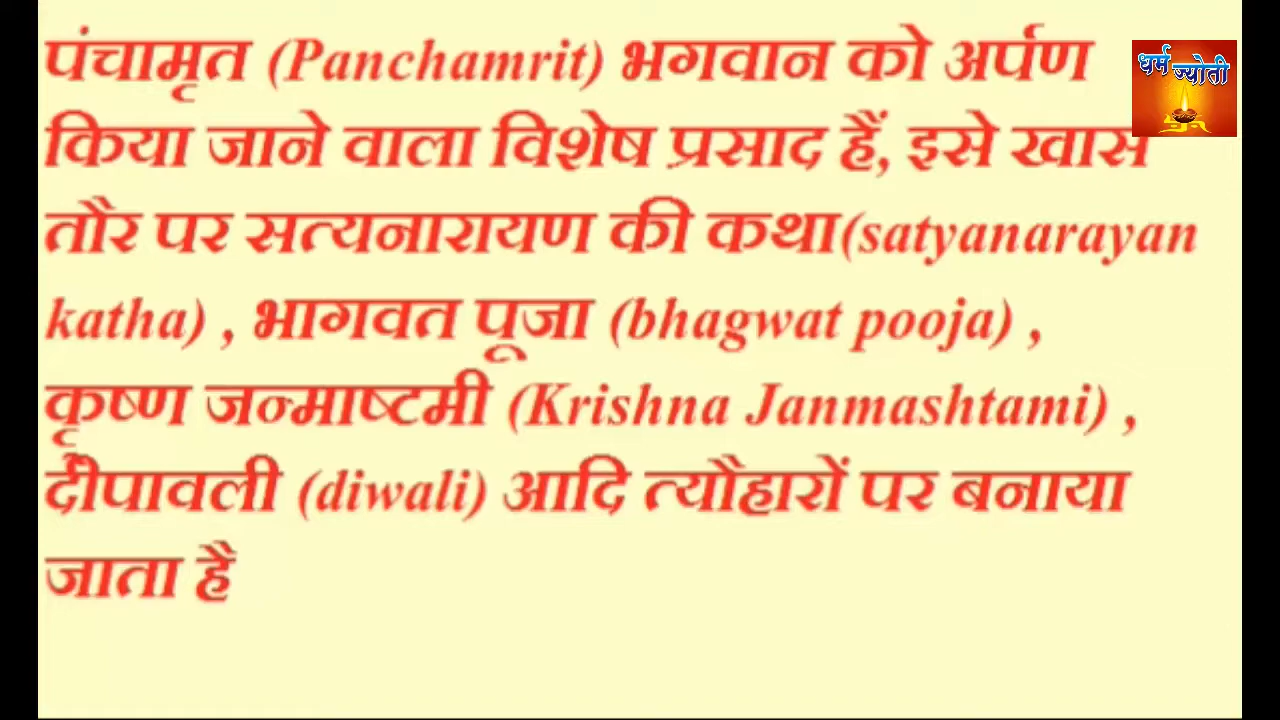 पंचामृत (Panchamrit) भगवान को अर्पण
किया जाने वाला विशेष प्रसाद हैं, इसे खास
तौर पर सत्यनारायण की कथा(satyanarayan
katha) , भागवत पूजा (bhagwat pooja) ,
कृष्ण जन्माष्टमी (Krishna Janmashtami) ,
दीपावली (diwali) आदि त्यौहारों पर बनाया
जाता है
धर्म ज्योती